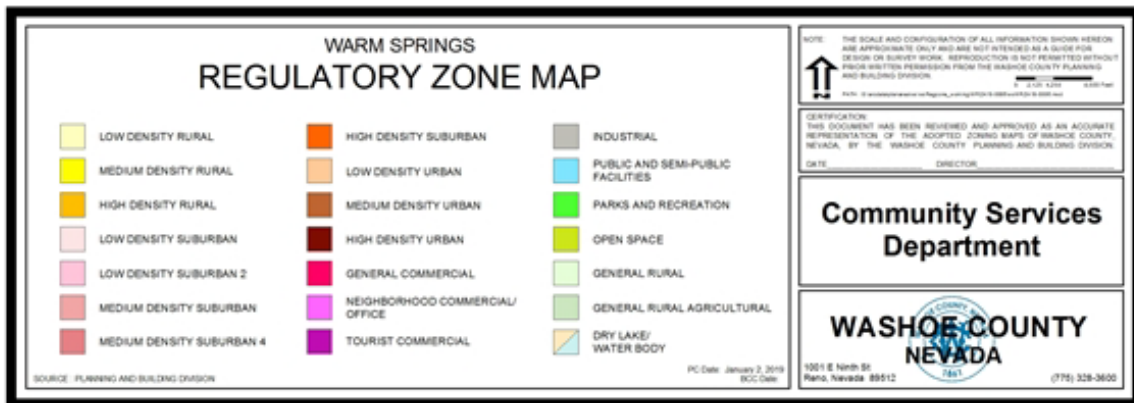 WARM SPRINGS
REGULATORY ZONE MAP
LOW DENSITY RURAL
MEDIUM DENSITY RURAL
HIGH DENSITY RURAL
LOW DENSITY SUBURBAN
LOW DENSITY SUBURBAN 2
MEDIUM DENSITY SUBURBAN
MEDIUM DENSITY SUBURBAN 4
HIGH DENSITY SUBURBAN
LOW DENSITY URBAN
MEDIUM DENSITY URBAN
HIGH DENSITY URBAN
GENERAL COMMERCIAL
NEIGHBORHOOD COMMERCIAL/
OFFICE
TOURIST COMMERCIAL
INDUSTRIAL
PUBLIC AND SEMI-PUBLIC
FACILITIES
PARKS AND RECREATION
OPEN SPACE
GENERAL RURAL
GENERAL RURAL AGRICULTURAL
DRY LAKE/
WATER BODY
SOURCE: PLANNING AND BUILDING DIVISION
PC Date: January 2, 2019
BCC Date:
NOTE: THE SCALE AND CONFIGURATION OF ALL INFORMATION SHOWN HEREON
ARE APPROXIMATE ONLY AND ARE NOT INTENDED AS A GUIDE FOR
DESIGN OR SURVEY WORK. REPRODUCTION IS NOT PERMITTED WITHOUT
PRIOR WRITTEN PERMISSION FROM THE WASHOE COUNTY PLANNING
AND BUILDING DIVISION.
CERTIFICATION:
THIS DOCUMENT HAS BEEN REVIEWED AND APPROVED AS AN ACCURATE
REPRESENTATION OF THE ADOPTED ZONING MAPS OF WASHOE COUNTY,
NEVADA, BY THE WASHOE COUNTY PLANNING AND BUILDING DIVISION.
DATE DIRECTOR
Community Services
Department
WASHOE COUNTY
NEVADA
1861
1001 E Ninth St
Reno, Nevada 89512
(775) 328-3600